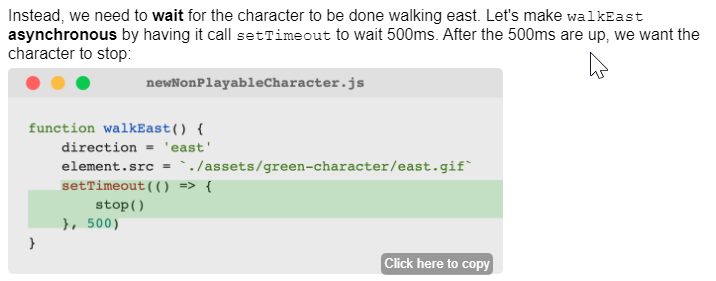 Instead, we need to wait for the character to be done walking east. Let's make walkEast
asynchronous by having it call setTimeout to wait 500ms. After the 500ms are up, we want the
character to stop:
newNonPlayableCharacter.js
function walkEast() {
    direction = 'east'
    element.src = `./assets/green-character/east.gif`
    setTimeout(() => {
        stop()
    }, 500)
}
Click here to copy